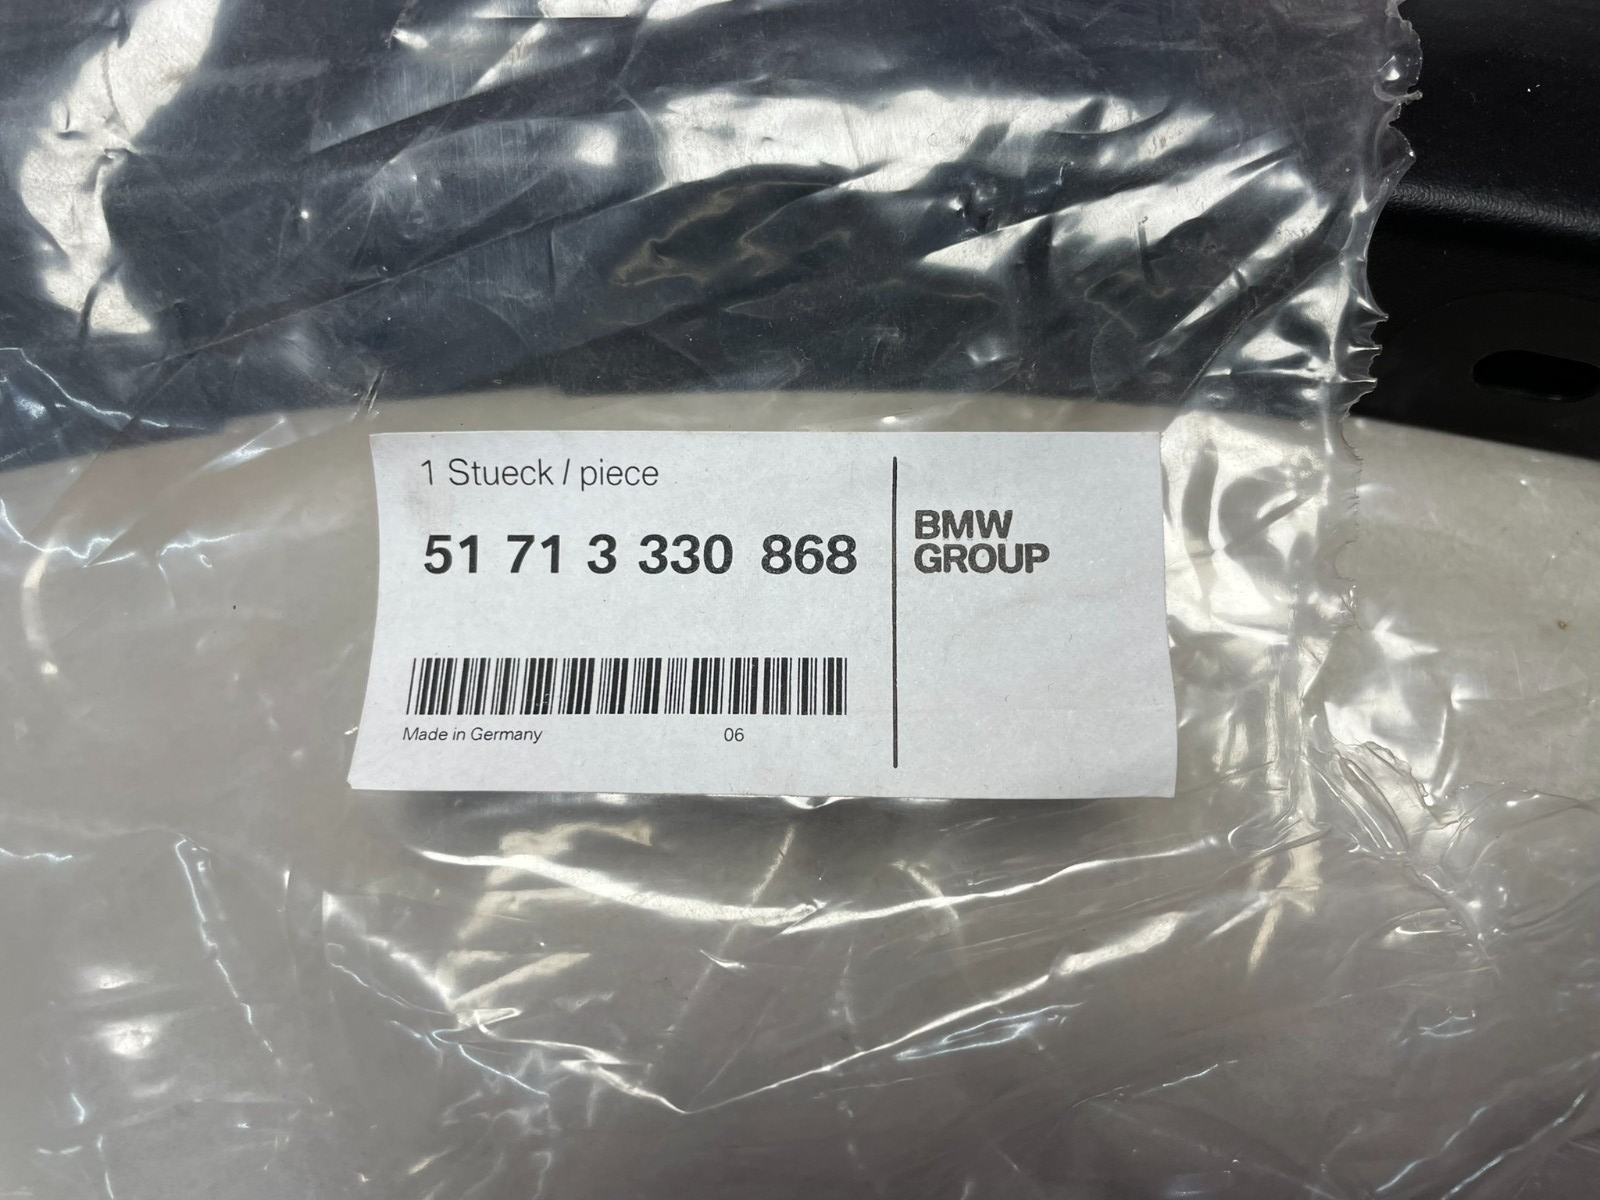 1 Stueck / piece
51 71 3 330 868
BMW
GROUP
Made in Germany 06